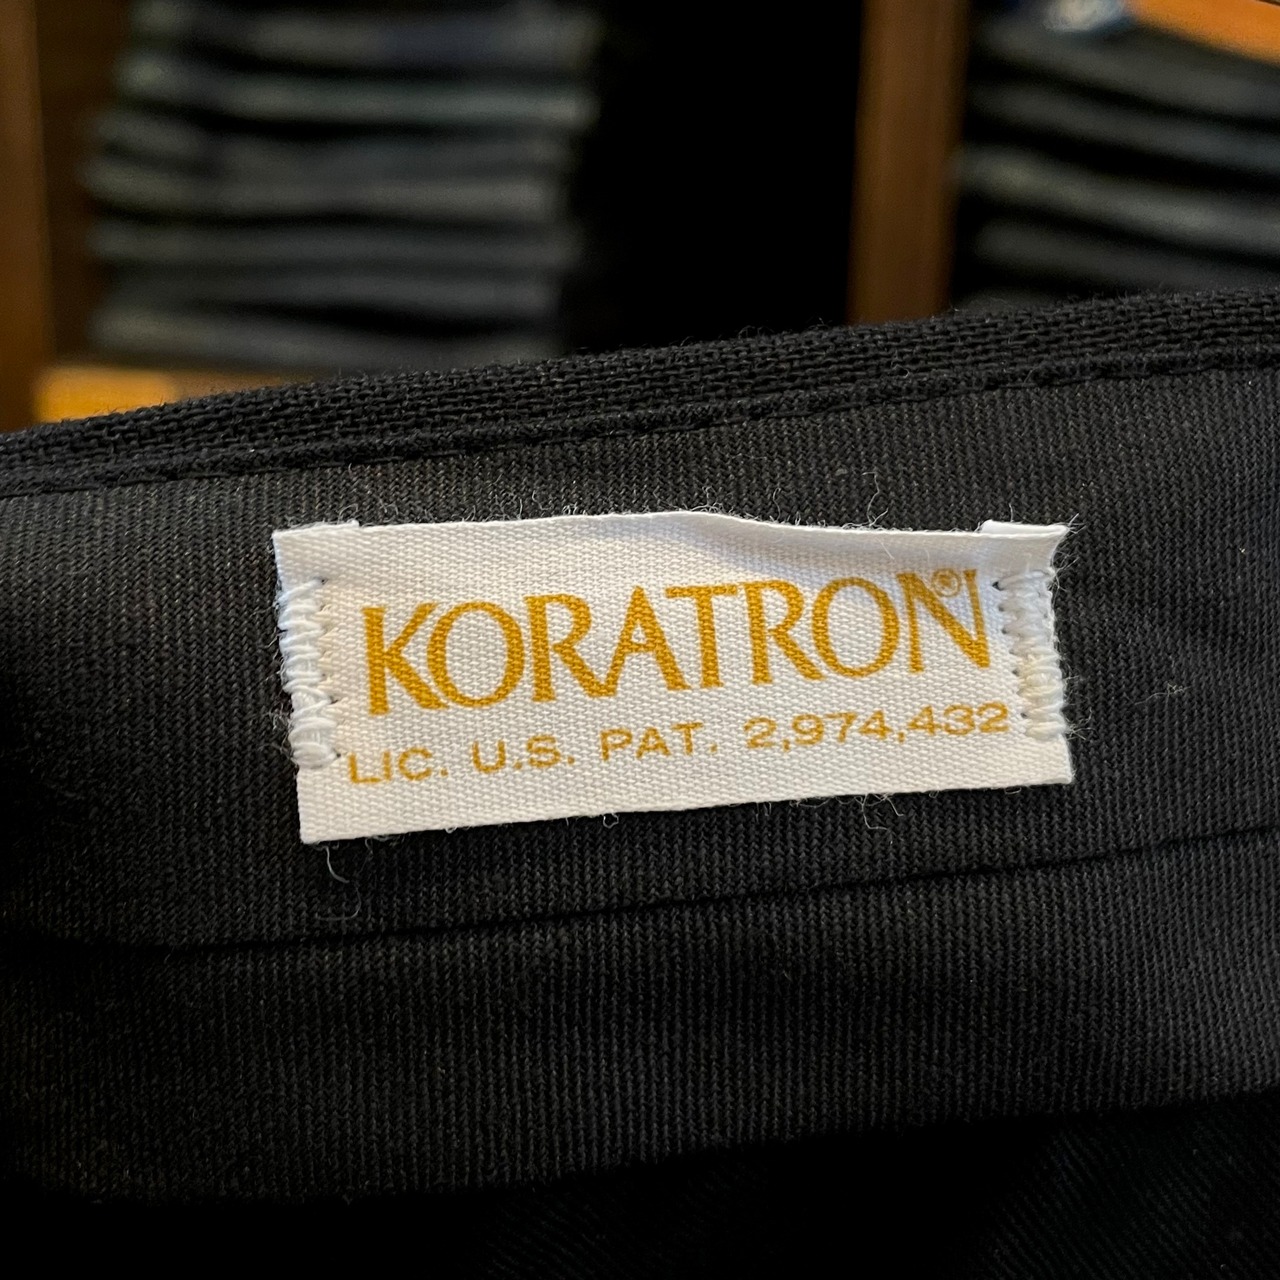 KORATRON®
LIC. U.S. PAT. 2,974,432